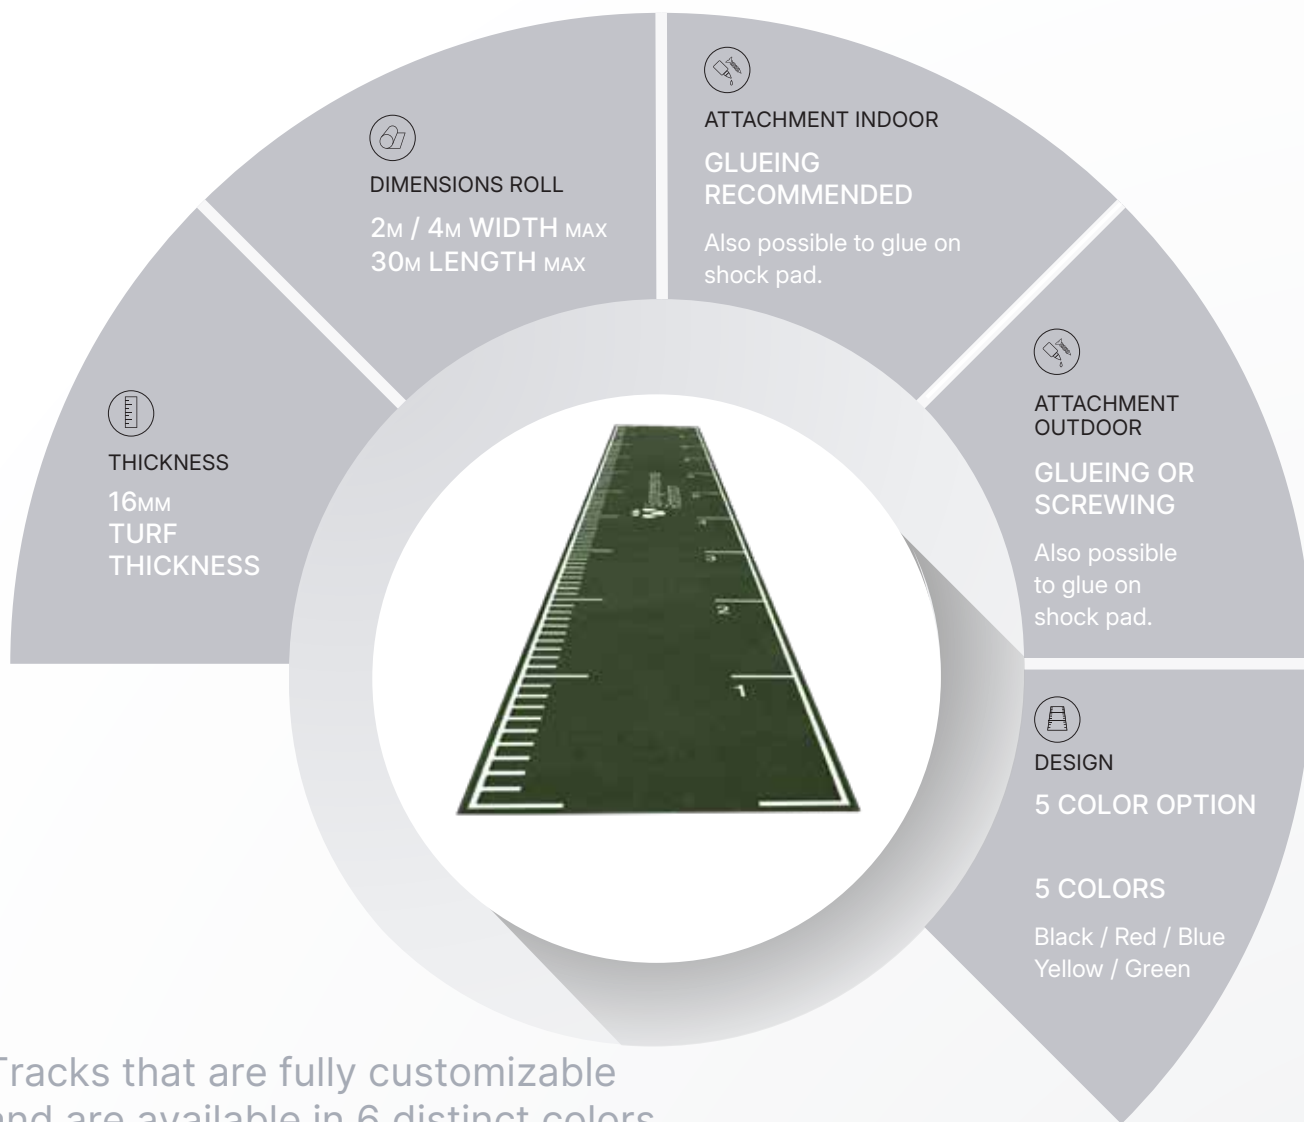 ATTACHMENT INDOOR
GLUEING
RECOMMENDED
Also possible to glue on
shock pad.
DIMENSIONS ROLL
2M / 4M WIDTH MAX
30M LENGTH MAX
THICKNESS
16MM
TURF
THICKNESS
ATTACHMENT
OUTDOOR
GLUEING OR
SCREWING
Also possible
to glue on
shock pad.
3
2
1
DESIGN
5 COLOR OPTION
5 COLORS
Black / Red / Blue
Yellow / Green
Tracks that are fully customizable
and are available in 6 distinct colors